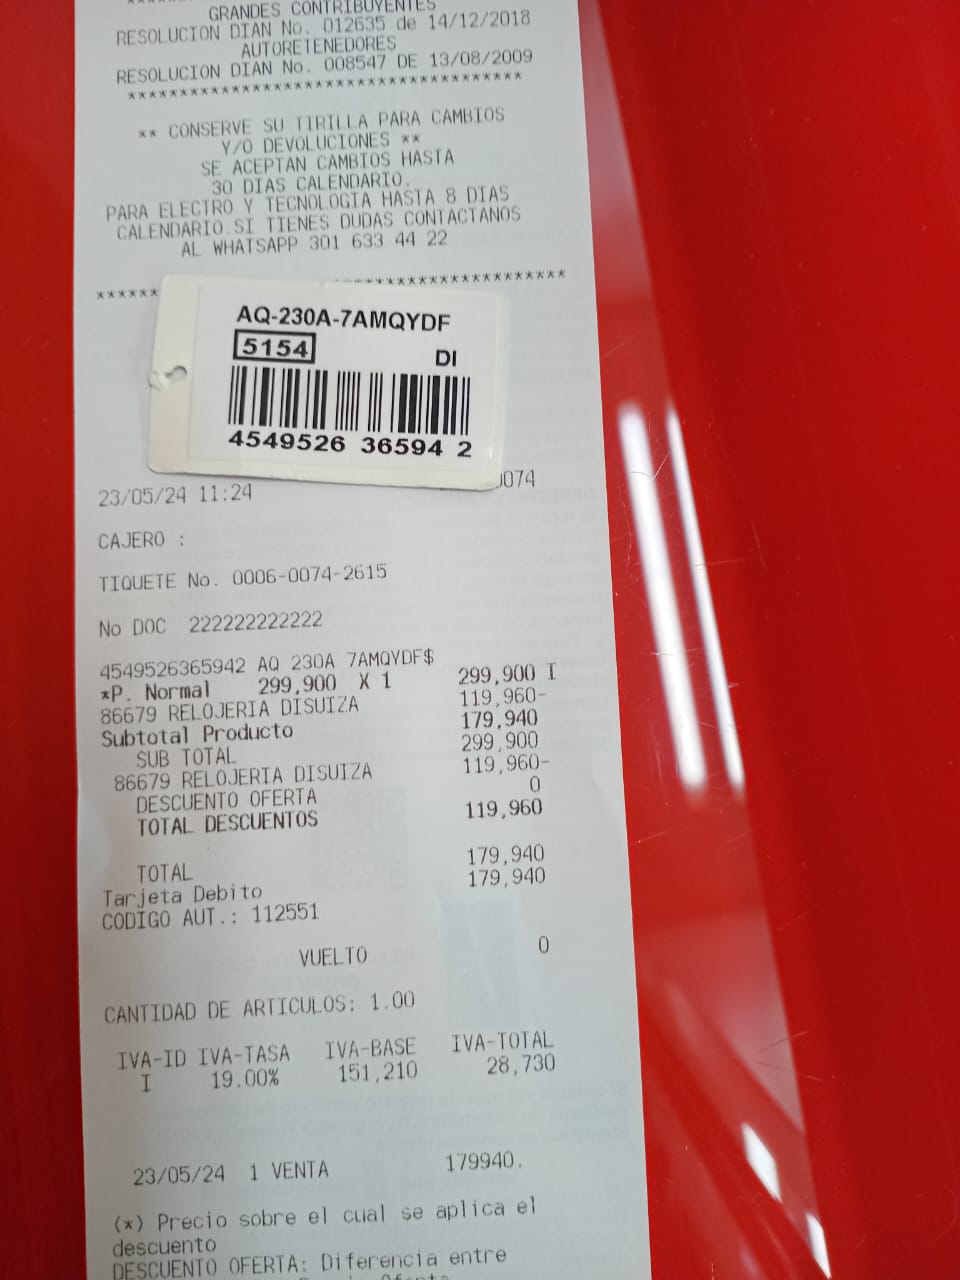 GRANDES CONTRIBUYENTES
RESOLUCION DIAN No. 012635 de 14/12/2018
AUTORETENEDORES
RESOLUCION DIAN No. 008547 DE 13/08/2009
**************************************
** CONSERVE SU TIRILLA PARA CAMBIOS
Y/O DEVOLUCIONES **
SE ACEPTAN CAMBIOS HASTA
30 DIAS CALENDARIO.
PARA ELECTRO Y TECNOLOGIA HASTA 8 DIAS
CALENDARIO.SI TIENES DUDAS CONTACTANOS
AL WHATSAPP 301 633 44 22
AQ-230A-7AMQYDF
5154 DI
4549526 36594 2
23/05/24 11:24 0074
CAJERO :
TIQUETE No. 0006-0074-2615
No DOC 222222222222
4549526365942 AQ 230A 7AMQYDF$
*P. Normal 299,900 X 1 299,900 I
86679 RELOJERIA DISUIZA 119,960-
Subtotal Producto 179,940
SUB TOTAL 299,900
86679 RELOJERIA DISUIZA 119,960-
DESCUENTO OFERTA 0
TOTAL DESCUENTOS 119,960
TOTAL 179,940
Tarjeta Debito 179,940
CODIGO AUT.: 112551
VUELTO 0
CANTIDAD DE ARTICULOS: 1.00
IVA-ID IVA-TASA IVA-BASE IVA-TOTAL
I 19.00% 151,210 28,730
23/05/24 1 VENTA 179940.
(*) Precio sobre el cual se aplica el
descuento
DESCUENTO OFERTA: Diferencia entre